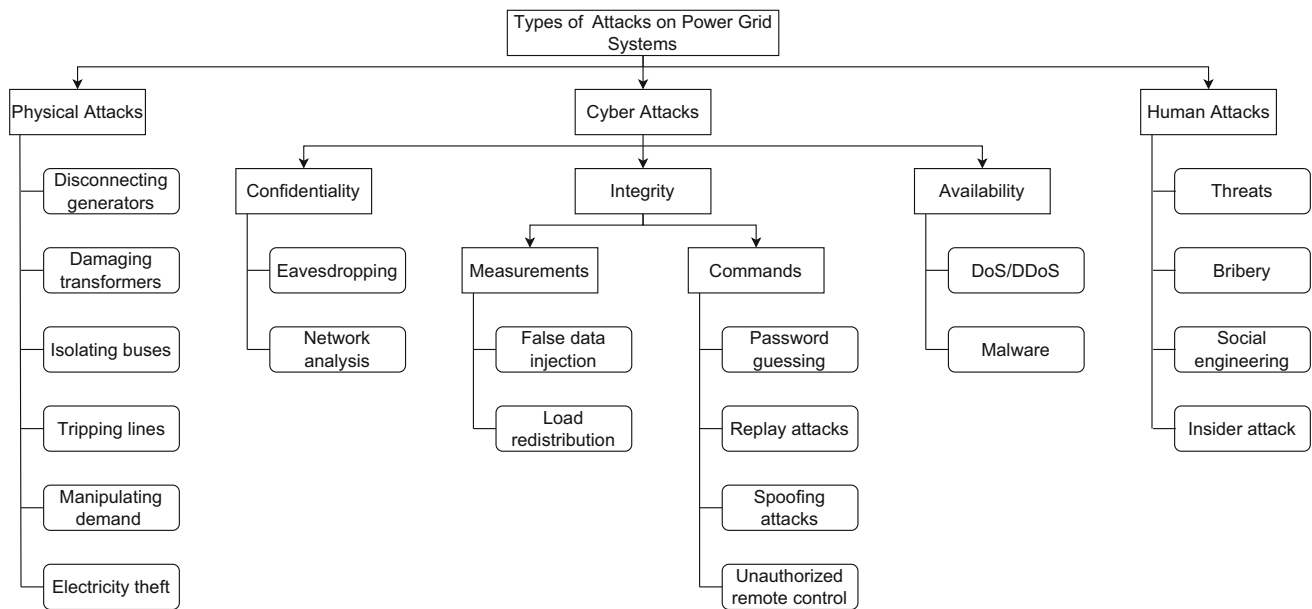 Types of Attacks on Power Grid
Systems
Physical Attacks
Cyber Attacks
Human Attacks
Disconnecting
generators
Damaging
transformers
Isolating buses
Tripping lines
Manipulating
demand
Electricity theft
Confidentiality
Eavesdropping
Network
analysis
Integrity
Measurements
False data
injection
Load
redistribution
Commands
Password
guessing
Replay attacks
Spoofing
attacks
Unauthorized
remote control
Availability
DoS/DDoS
Malware
Threats
Bribery
Social
engineering
Insider attack